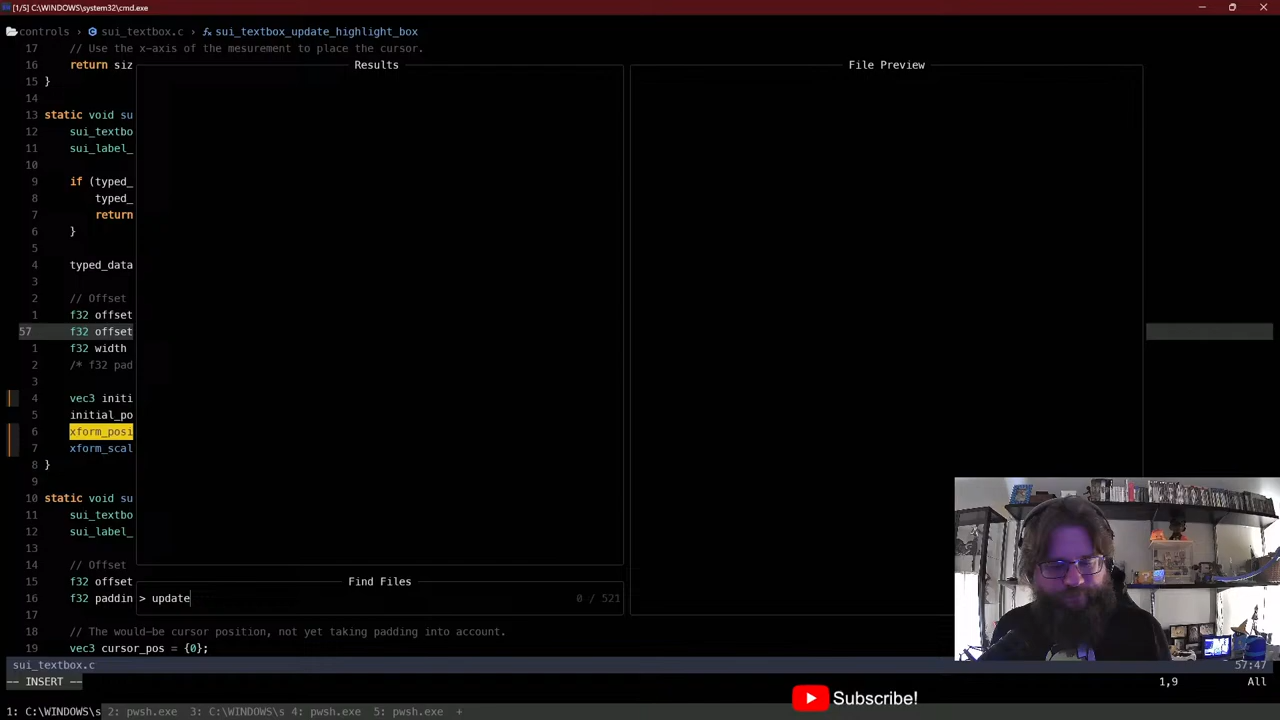 [1/5] C:\WINDOWS\system32\cmd.exe
controls › sui_textbox.c › sui_textbox_update_highlight_box
17 // Use the x-axis of the mesurement to place the cursor.
16 return siz
Results
File Preview
15 }
14
13 static void su
12 sui_textbo
11 sui_label_
10
9 if (typed_
8 typed_
7 return
6 }
5
4 typed_data
3
2 // Offset
1 f32 offset
57 f32 offset
1 f32 width
2 /* f32 pad
3
4 vec3 initi
5 initial_po
6 xform_posi
7 xform_scal
8 }
9
10 static void su
11 sui_textbo
12 sui_label_
13
14 // Offset
Find Files
15 f32 offset
16 f32 paddin > update 0 / 521
17
18 // The would-be cursor position, not yet taking padding into account.
19 vec3 cursor_pos = {0};
sui_textbox.c 57:47
-- INSERT -- 1,9 All
Subscribe!
1: C:\WINDOWS\s 2: pwsh.exe 3: C:\WINDOWS\s 4: pwsh.exe 5: pwsh.exe +